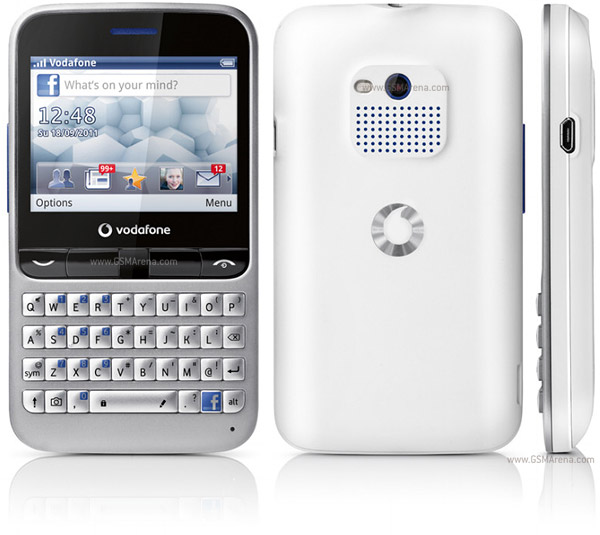 Vodafone
f What's on your mind?
12:48
Su 18/09/2011
99+ 12
Options Menu
vodafone
www.GSMArena.com
Q W E R T Y U I O P
A S D F G H J K L
sym Z X C V B N M @
, 0 . ? f alt
www.GSMArena.com
www.GSMArena.com